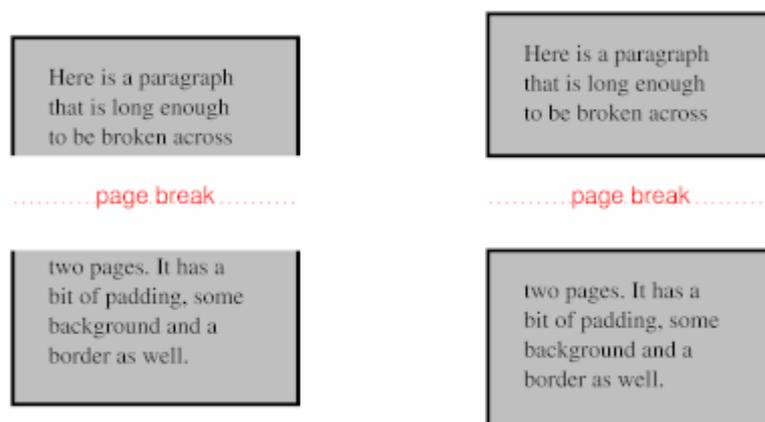 Here is a paragraph
that is long enough
to be broken across
page break
two pages. It has a
bit of padding, some
background and a
border as well.
Here is a paragraph
that is long enough
to be broken across
page break
two pages. It has a
bit of padding, some
background and a
border as well.